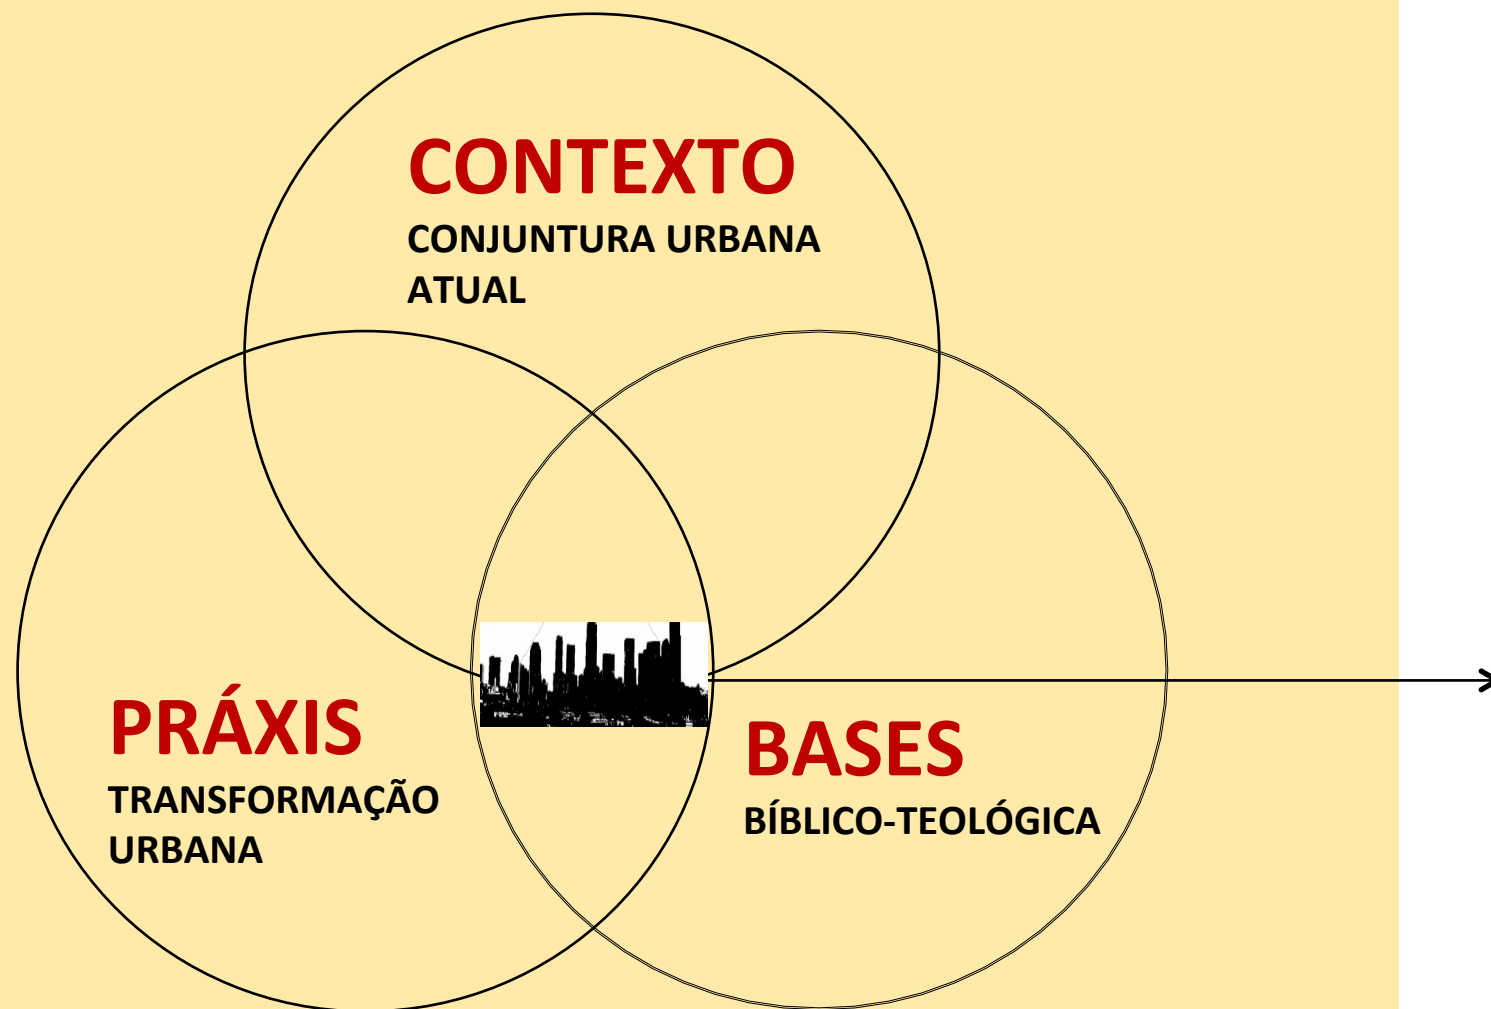 CONTEXTO
CONJUNTURA URBANA
ATUAL
PRÁXIS
TRANSFORMAÇÃO
URBANA
BASES
BÍBLICO-TEOLÓGICA